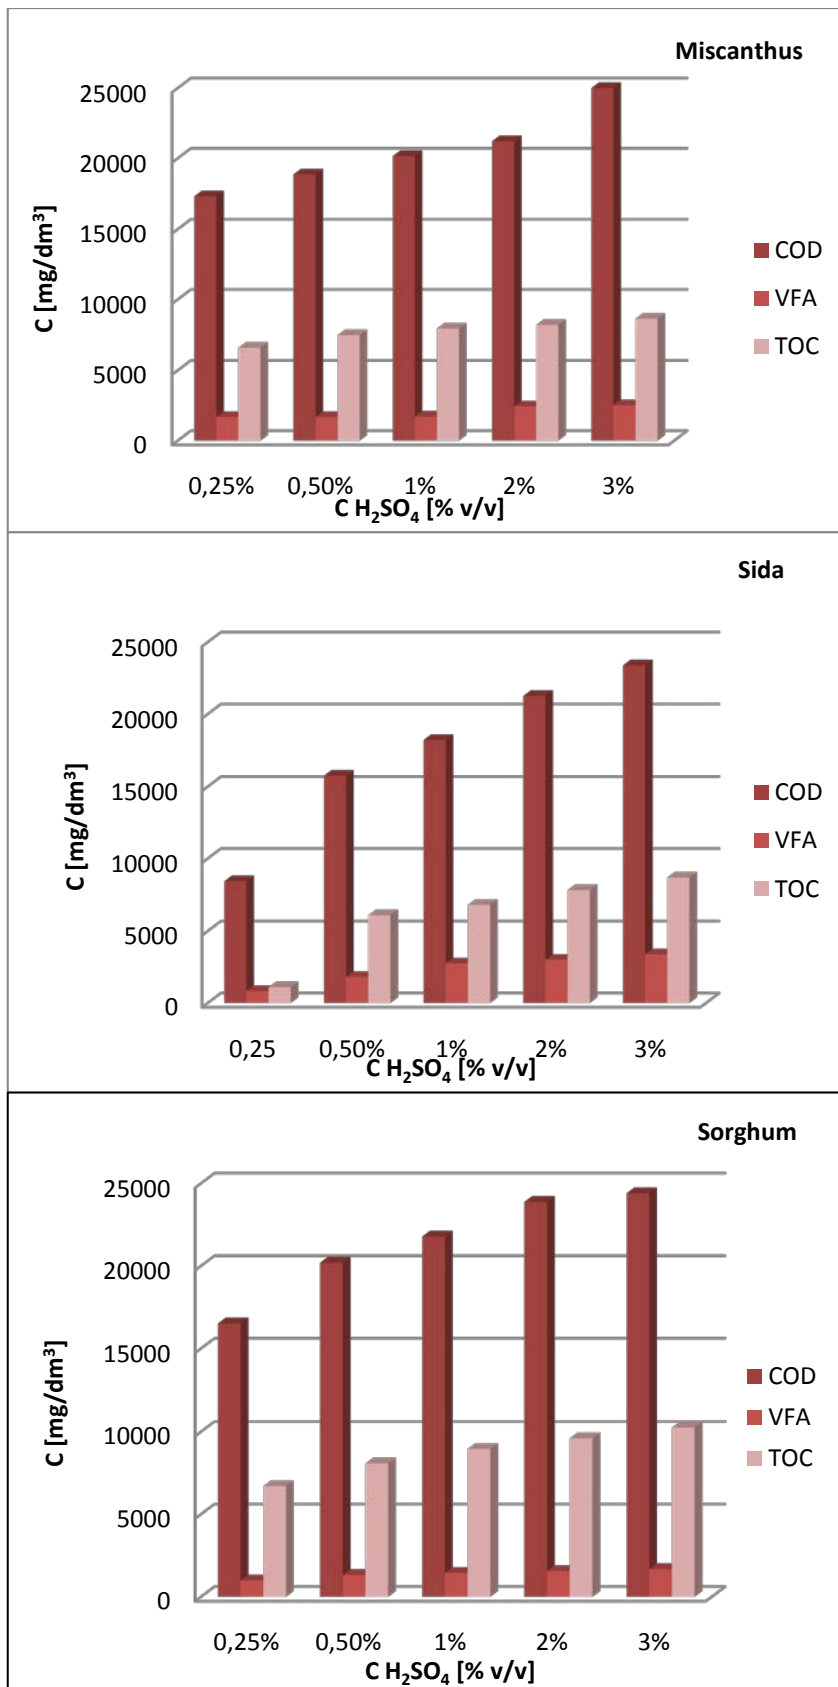 Miscanthus
25000
20000
15000
10000
5000
0
C [mg/dm³]
COD
VFA
TOC
0,25% 0,50% 1% 2% 3%
C H₂SO₄ [% v/v]
Sida
25000
20000
15000
10000
5000
0
C [mg/dm³]
COD
VFA
TOC
0,25 0,50% 1% 2% 3%
C H₂SO₄ [% v/v]
Sorghum
25000
20000
15000
10000
5000
0
C [mg/dm³]
COD
VFA
TOC
0,25% 0,50% 1% 2% 3%
C H₂SO₄ [% v/v]